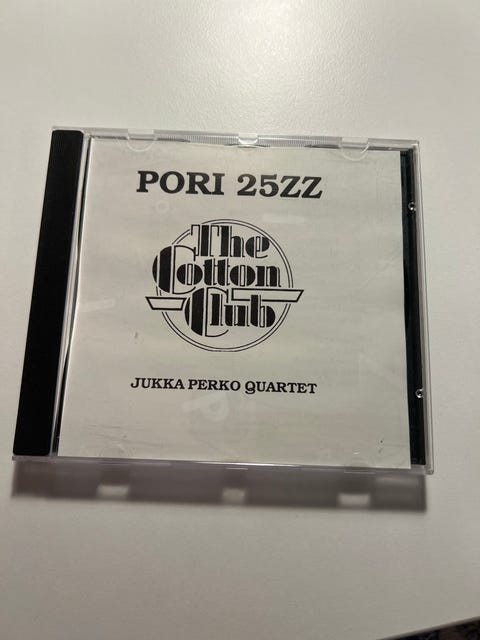 PORI 25ZZ
The
Cotton
Club
JUKKA PERKO QUARTET